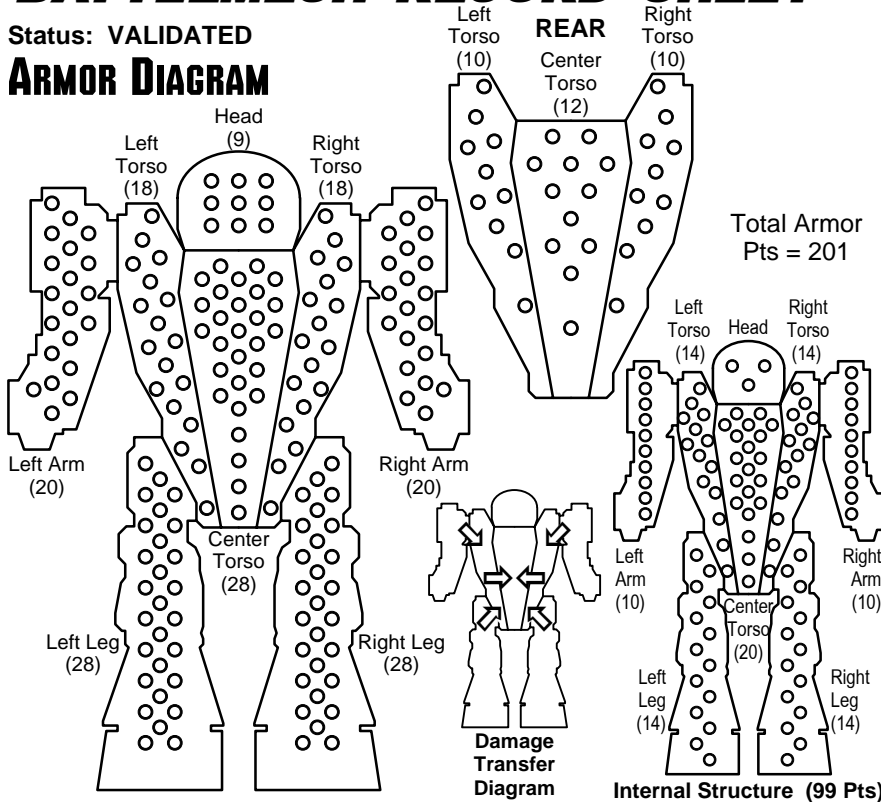 BATTLEMECH RECORD SHEET
Status: VALIDATED
ARMOR DIAGRAM
Head
(9)
Left
Torso
(18)
Right
Torso
(18)
Left Arm
(20)
Right Arm
(20)
Center
Torso
(28)
Left Leg
(28)
Right Leg
(28)
REAR
Left
Torso
(10)
Center
Torso
(12)
Right
Torso
(10)
Total Armor
Pts = 201
Left
Torso
(14)
Head
Right
Torso
(14)
Left
Arm
(10)
Right
Arm
(10)
Center
Torso
(20)
Left
Leg
(14)
Right
Leg
(14)
Damage
Transfer
Diagram
Internal Structure (99 Pts)